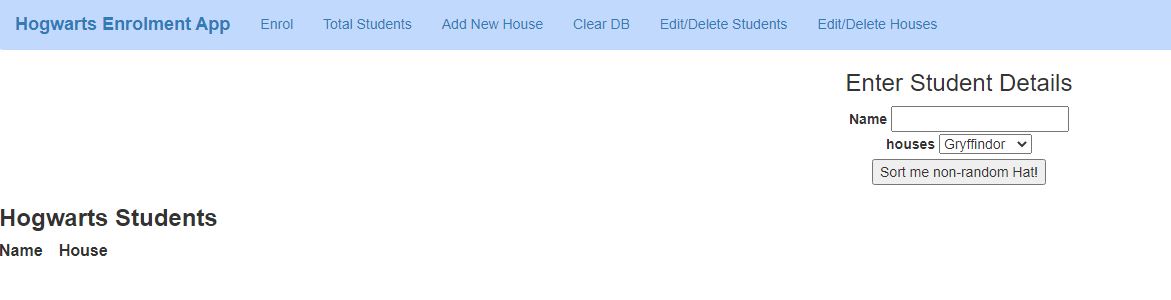 Hogwarts Enrolment App Enrol Total Students Add New House Clear DB Edit/Delete Students Edit/Delete Houses
Enter Student Details
Name
houses Gryffindor
Sort me non-random Hat!
Hogwarts Students
Name House